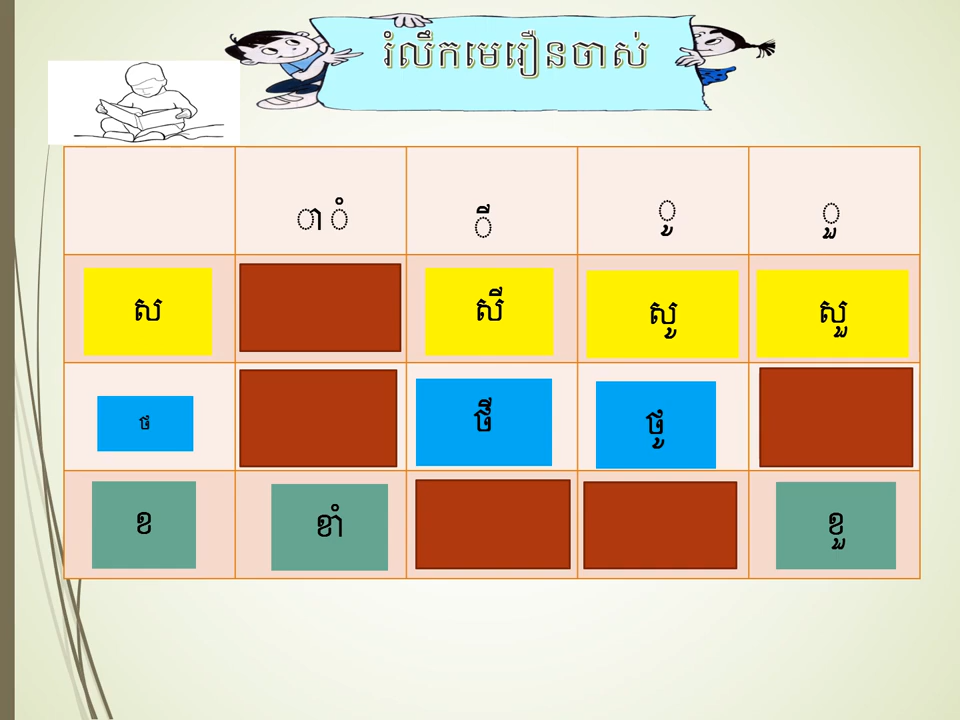 រំលឹកមេរៀនចាស់
ា ំ ី ូ ួ
ស សី សូ សួ
ថ ថី ថូ
ខ ខាំ ខួ